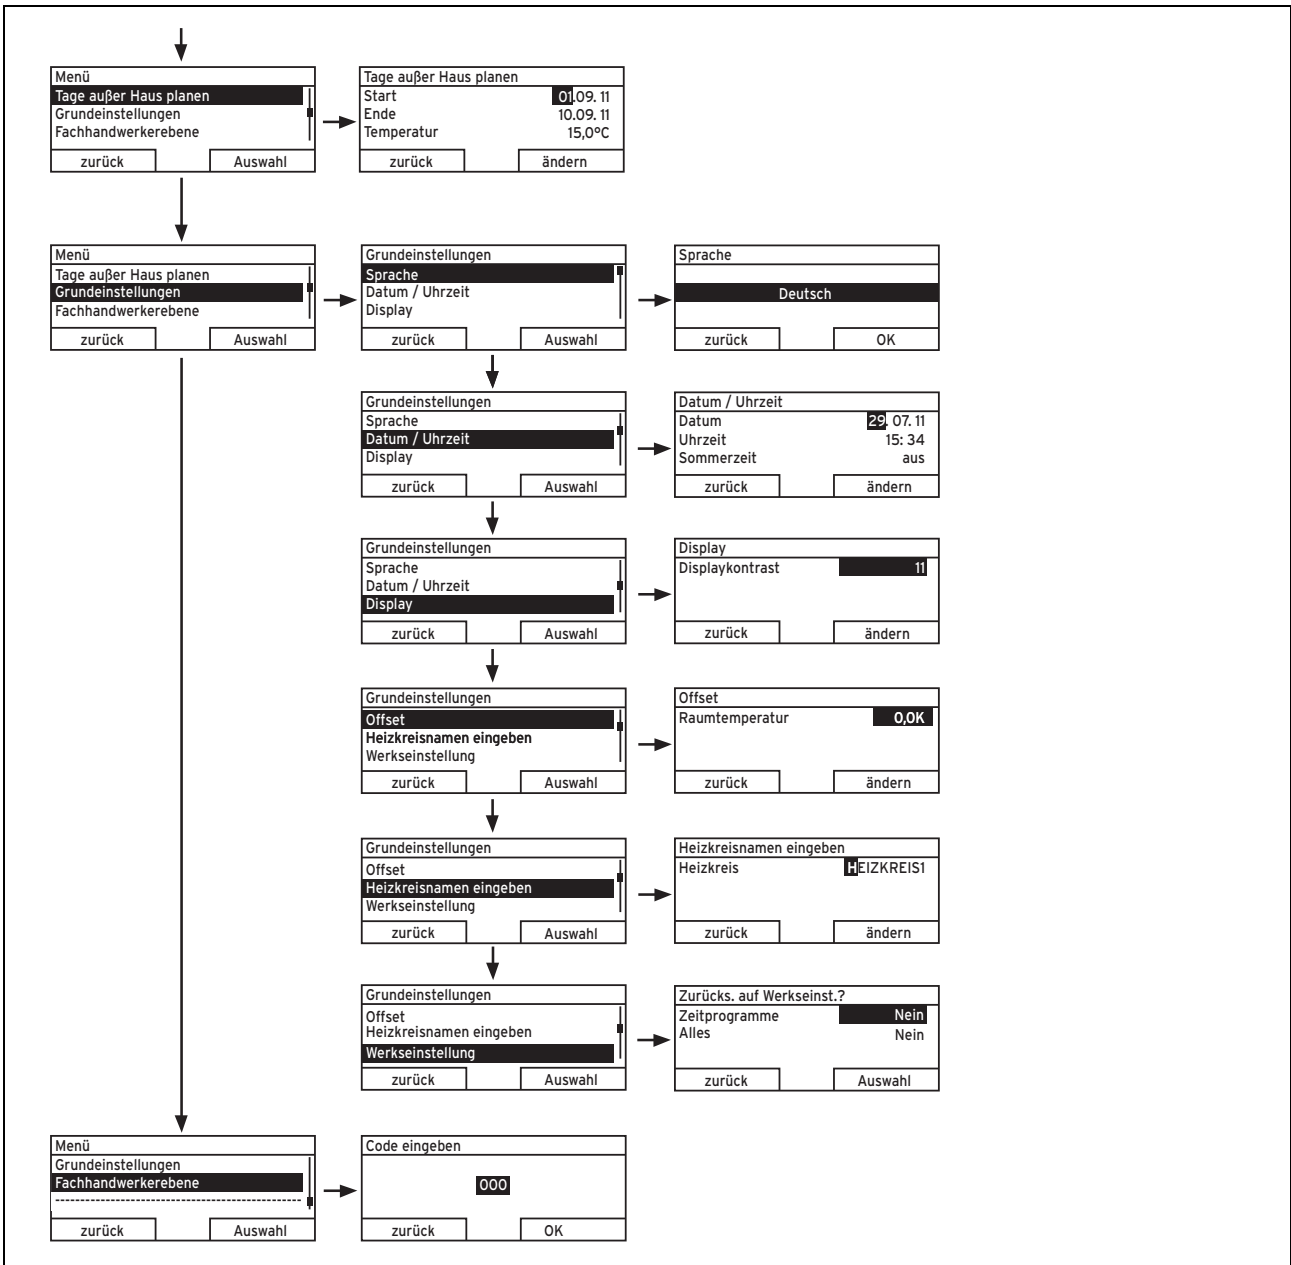 Menü
Tage außer Haus planen
Grundeinstellungen
Fachhandwerkerebene
zurück Auswahl
Tage außer Haus planen
Start 01.09. 11
Ende 10.09. 11
Temperatur 15,0°C
zurück ändern
Menü
Tage außer Haus planen
Grundeinstellungen
Fachhandwerkerebene
zurück Auswahl
Grundeinstellungen
Sprache
Datum / Uhrzeit
Display
zurück Auswahl
Sprache
Deutsch
zurück OK
Grundeinstellungen
Sprache
Datum / Uhrzeit
Display
zurück Auswahl
Datum / Uhrzeit
Datum 29. 07. 11
Uhrzeit 15: 34
Sommerzeit aus
zurück ändern
Grundeinstellungen
Sprache
Datum / Uhrzeit
Display
zurück Auswahl
Display
Displaykontrast 11
zurück ändern
Grundeinstellungen
Offset
Heizkreisnamen eingeben
Werkseinstellung
zurück Auswahl
Offset
Raumtemperatur 0,0K
zurück ändern
Grundeinstellungen
Offset
Heizkreisnamen eingeben
Werkseinstellung
zurück Auswahl
Heizkreisnamen eingeben
Heizkreis HEIZKREIS1
zurück ändern
Grundeinstellungen
Offset
Heizkreisnamen eingeben
Werkseinstellung
zurück Auswahl
Zurücks. auf Werkseinst.?
Zeitprogramme Nein
Alles Nein
zurück Auswahl
Menü
Grundeinstellungen
Fachhandwerkerebene
zurück Auswahl
Code eingeben
000
zurück OK